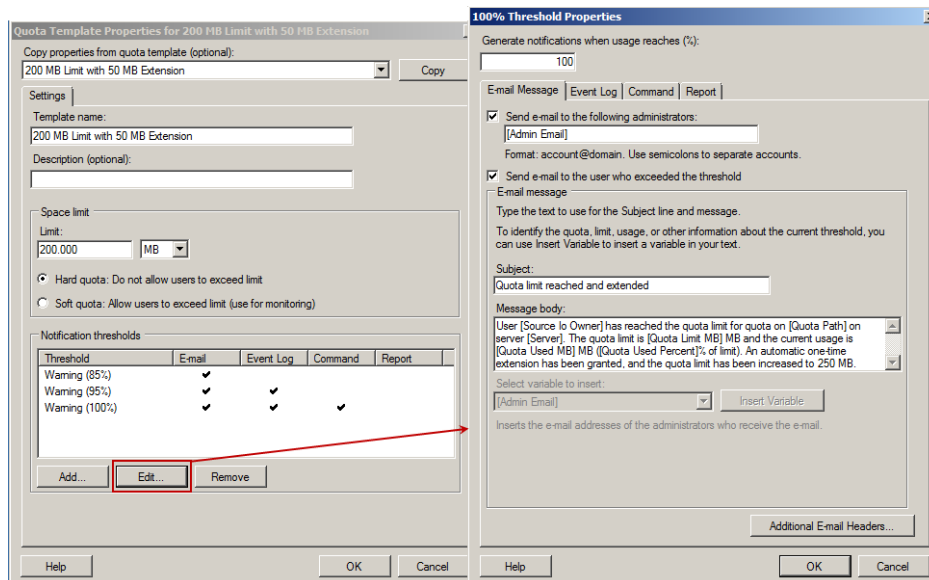 Quota Template Properties for 200 MB Limit with 50 MB Extension
Copy properties from quota template (optional):
200 MB Limit with 50 MB Extension
Copy
Settings
Template name:
200 MB Limit with 50 MB Extension
Description (optional):
Space limit
Limit:
200.000 MB
Hard quota: Do not allow users to exceed limit
Soft quota: Allow users to exceed limit (use for monitoring)
Notification thresholds
Threshold E-mail Event Log Command Report
Warning (85%)
Warning (95%)
Warning (100%)
Add... Edit... Remove
Help OK Cancel
100% Threshold Properties
Generate notifications when usage reaches (%):
100
E-mail Message Event Log Command Report
Send e-mail to the following administrators:
[Admin Email]
Format: account@domain. Use semicolons to separate accounts.
Send e-mail to the user who exceeded the threshold
E-mail message
Type the text to use for the Subject line and message.
To identify the quota, limit, usage, or other information about the current threshold, you
can use Insert Variable to insert a variable in your text.
Subject:
Quota limit reached and extended
Message body:
User [Source Io Owner] has reached the quota limit for quota on [Quota Path] on
server [Server]. The quota limit is [Quota Limit MB] MB and the current usage is
[Quota Used MB] MB ([Quota Used Percent]% of limit). An automatic one-time
extension has been granted, and the quota limit has been increased to 250 MB.
Select variable to insert:
[Admin Email] Insert Variable
Inserts the e-mail addresses of the administrators who receive the e-mail.
Additional E-mail Headers...
Help OK Cancel